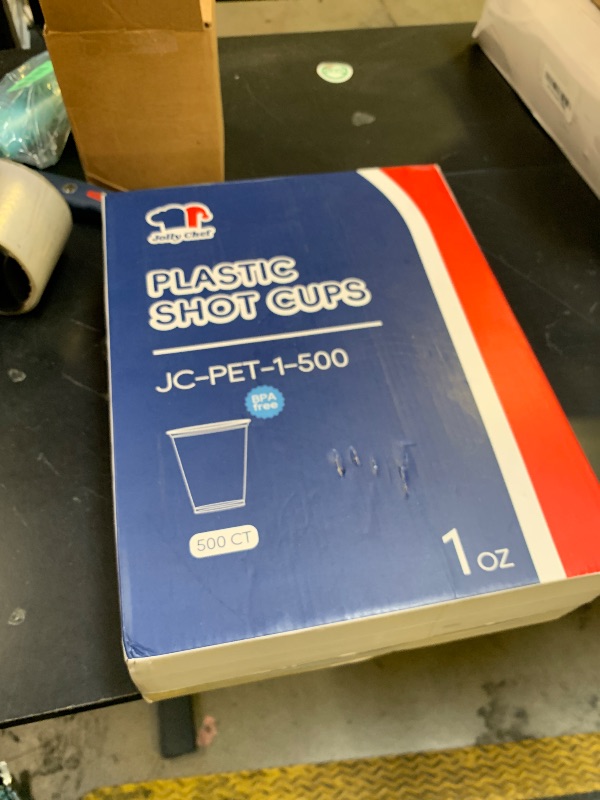 Jolly Chef
PLASTIC
SHOT CUPS
JC-PET-1-500
BPA
free
500 CT
1 oz